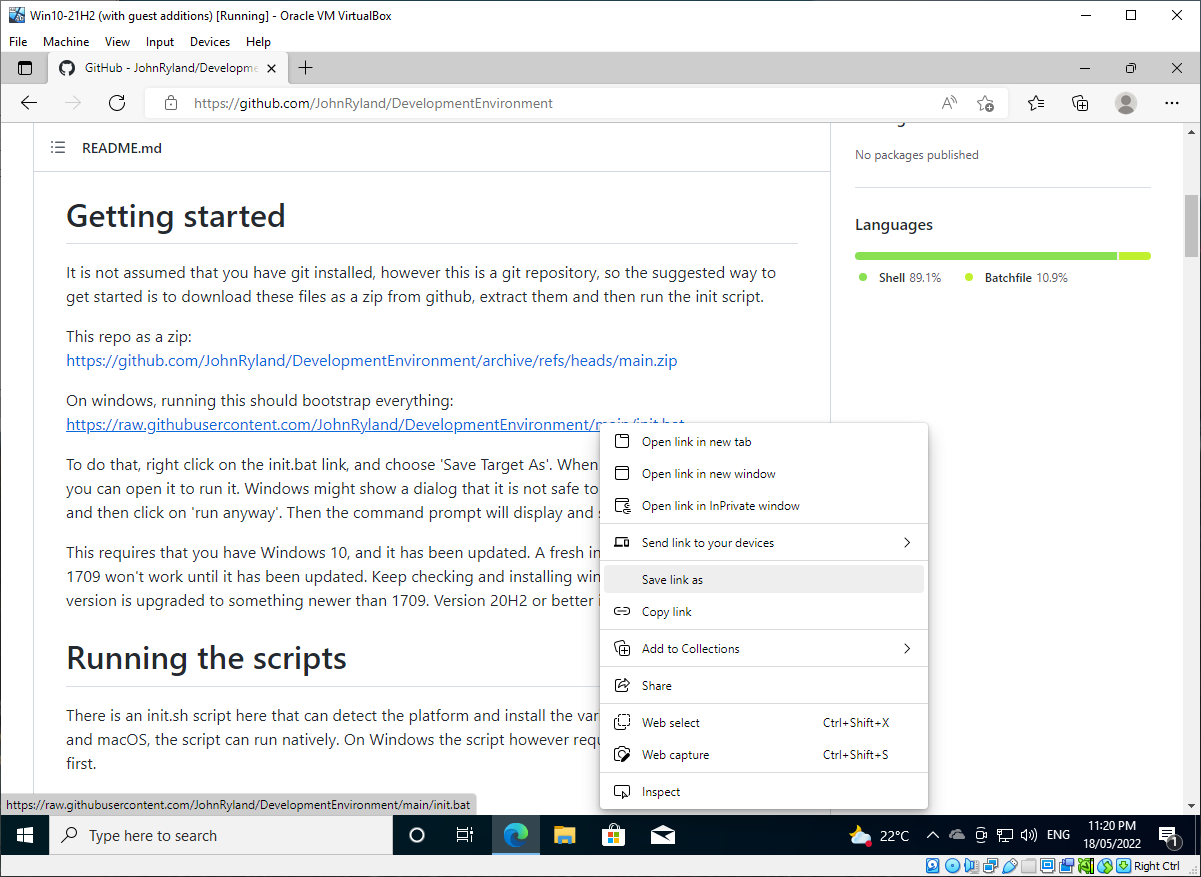 Win10-21H2 (with guest additions) [Running] - Oracle VM VirtualBox
File Machine View Input Devices Help
GitHub - JohnRyland/Developme
https://github.com/JohnRyland/DevelopmentEnvironment
README.md
Getting started
It is not assumed that you have git installed, however this is a git repository, so the suggested way to
get started is to download these files as a zip from github, extract them and then run the init script.
This repo as a zip:
https://github.com/JohnRyland/DevelopmentEnvironment/archive/refs/heads/main.zip
On windows, running this should bootstrap everything:
https://raw.githubusercontent.com/JohnRyland/DevelopmentEnvironment/main/init.bat
To do that, right click on the init.bat link, and choose 'Save Target As'. When
you can open it to run it. Windows might show a dialog that it is not safe to
and then click on 'run anyway'. Then the command prompt will display and
This requires that you have Windows 10, and it has been updated. A fresh in
1709 won't work until it has been updated. Keep checking and installing win
version is upgraded to something newer than 1709. Version 20H2 or better i
Running the scripts
There is an init.sh script here that can detect the platform and install the var
and macOS, the script can run natively. On Windows the script however requ
first.
No packages published
Languages
Shell 89.1% Batchfile 10.9%
Open link in new tab
Open link in new window
Open link in InPrivate window
Send link to your devices
Save link as
Copy link
Add to Collections
Share
Web select Ctrl+Shift+X
Web capture Ctrl+Shift+S
Inspect
https://raw.githubusercontent.com/JohnRyland/DevelopmentEnvironment/main/init.bat
Type here to search
22°C
ENG
11:20 PM
18/05/2022
1
Right Ctrl